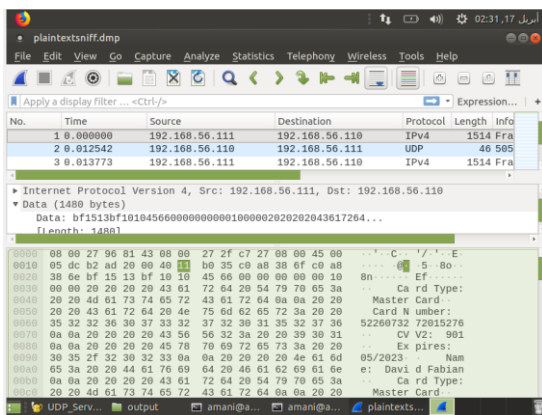 أبريل 17, 02:31
plaintextsniff.dmp
File Edit View Go Capture Analyze Statistics Telephony Wireless Tools Help
Apply a display filter ... <Ctrl-/> Expression... +
No. Time Source Destination Protocol Length Info
1 0.000000 192.168.56.111 192.168.56.110 IPv4 1514 Fra
2 0.012542 192.168.56.110 192.168.56.111 UDP 46 505
3 0.013773 192.168.56.111 192.168.56.110 IPv4 1514 Fra
Internet Protocol Version 4, Src: 192.168.56.111, Dst: 192.168.56.110
Data (1480 bytes)
Data: bf1513bf1010456600000000001000002020202043617264...
[Length: 1480]
0000 08 00 27 96 81 43 08 00 27 2f c7 27 08 00 45 00 ··'··C·· '/·'··E·
0010 05 dc b2 ad 20 00 40 11 b0 35 c0 a8 38 6f c0 a8 ···· ·@· ·5··8o··
0020 38 6e bf 15 13 bf 10 10 45 66 00 00 00 00 00 10 8n······ Ef······
0030 00 00 20 20 20 20 43 61 72 64 20 54 79 70 65 3a ·· Ca rd Type:
0040 20 20 4d 61 73 74 65 72 43 61 72 64 0a 0a 20 20 Master Card··
0050 20 20 43 61 72 64 20 4e 75 6d 62 65 72 3a 20 20 Card N umber:
0060 35 32 32 36 30 37 33 32 37 32 30 31 35 32 37 36 52260732 72015276
0070 0a 0a 20 20 20 20 43 56 56 32 3a 20 20 39 30 31 ·· CV V2: 901
0080 0a 0a 20 20 20 20 45 78 70 69 72 65 73 3a 20 20 ·· Ex pires:
0090 30 35 2f 32 30 32 33 0a 0a 20 20 20 20 4e 61 6d 05/2023· · Nam
00a0 65 3a 20 20 44 61 76 69 64 20 46 61 62 69 61 6e e: Davi d Fabian
00b0 0a 0a 20 20 20 20 43 61 72 64 20 54 79 70 65 3a ·· Ca rd Type:
00c0 20 20 4d 61 73 74 65 72 43 61 72 64 0a 0a 20 20 Master Card··
UDP_Serv... output amani@a... amani@a... plaintexts...